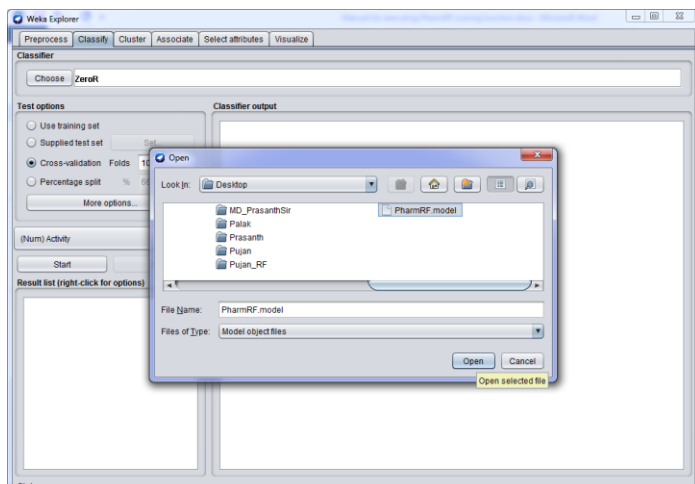 Weka Explorer
Preprocess Classify Cluster Associate Select attributes Visualize
Classifier
Choose ZeroR
Test options
Classifier output
Use training set
Supplied test set Set...
Cross-validation Folds 10
Percentage split % 66
More options...
(Num) Activity
Start
Result list (right-click for options)
Open
Look In: Desktop
MD_PrasanthSir
Palak
Prasanth
Pujan
Pujan_RF
PharmRF.model
File Name: PharmRF.model
Files of Type: Model object files
Open Cancel
Open selected file